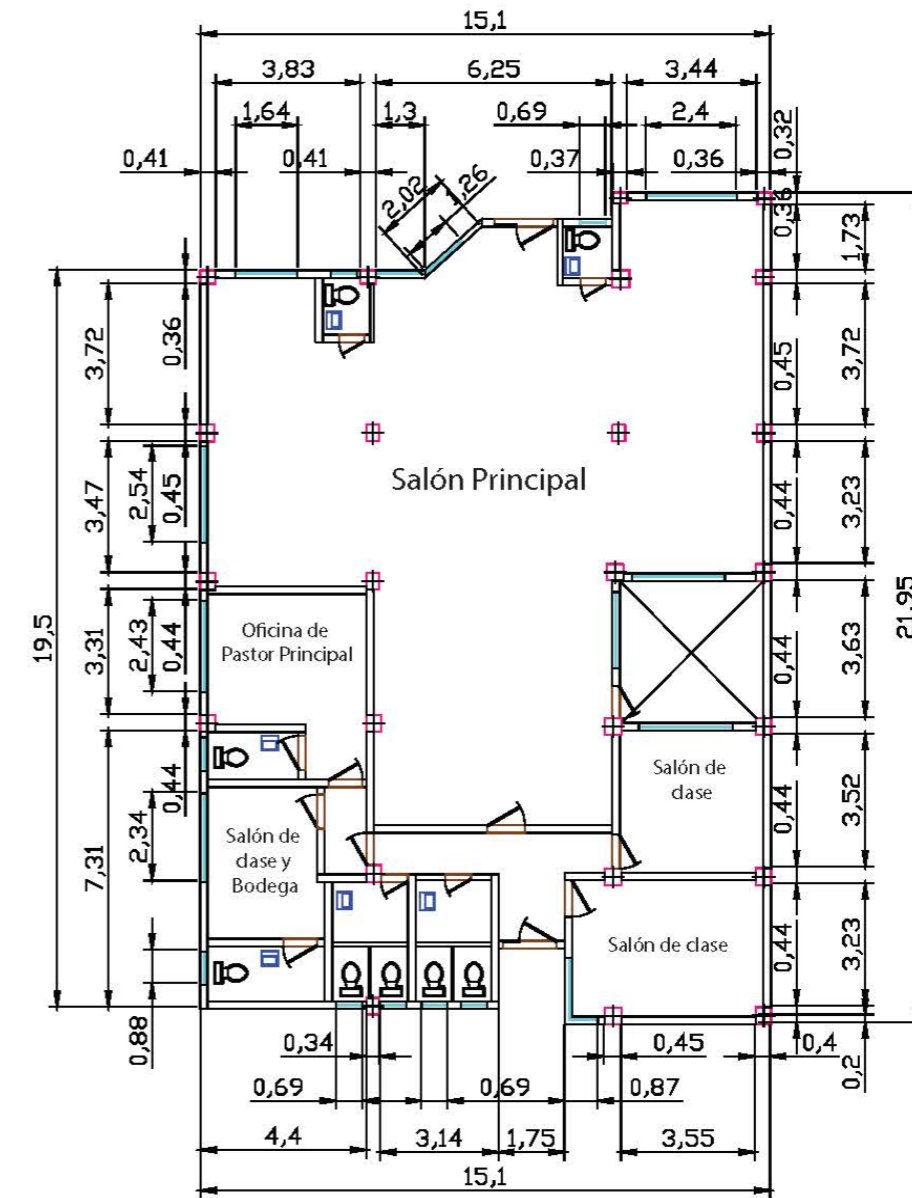 15,1
3,83 6,25 3,44
1,64 1,3 0,69 2,4
0,32
0,41 0,41 0,37 0,36
2,02
,26
0,36
1,73
3,72
0,36
0,45
3,72
3,47
2,54
0,45
Salón Principal
0,44
3,23
19,5
21,95
3,31
2,43
0,44
Oficina de
Pastor Principal
0,44
3,63
0,44
Salón de
clase
0,44
3,52
7,31
2,34
Salón de
clase y
Bodega
Salón de clase
0,44
3,23
0,88
0,34 0,45 0,4
0,2
0,69 0,69 0,87
4,4 3,14 1,75 3,55
15,1